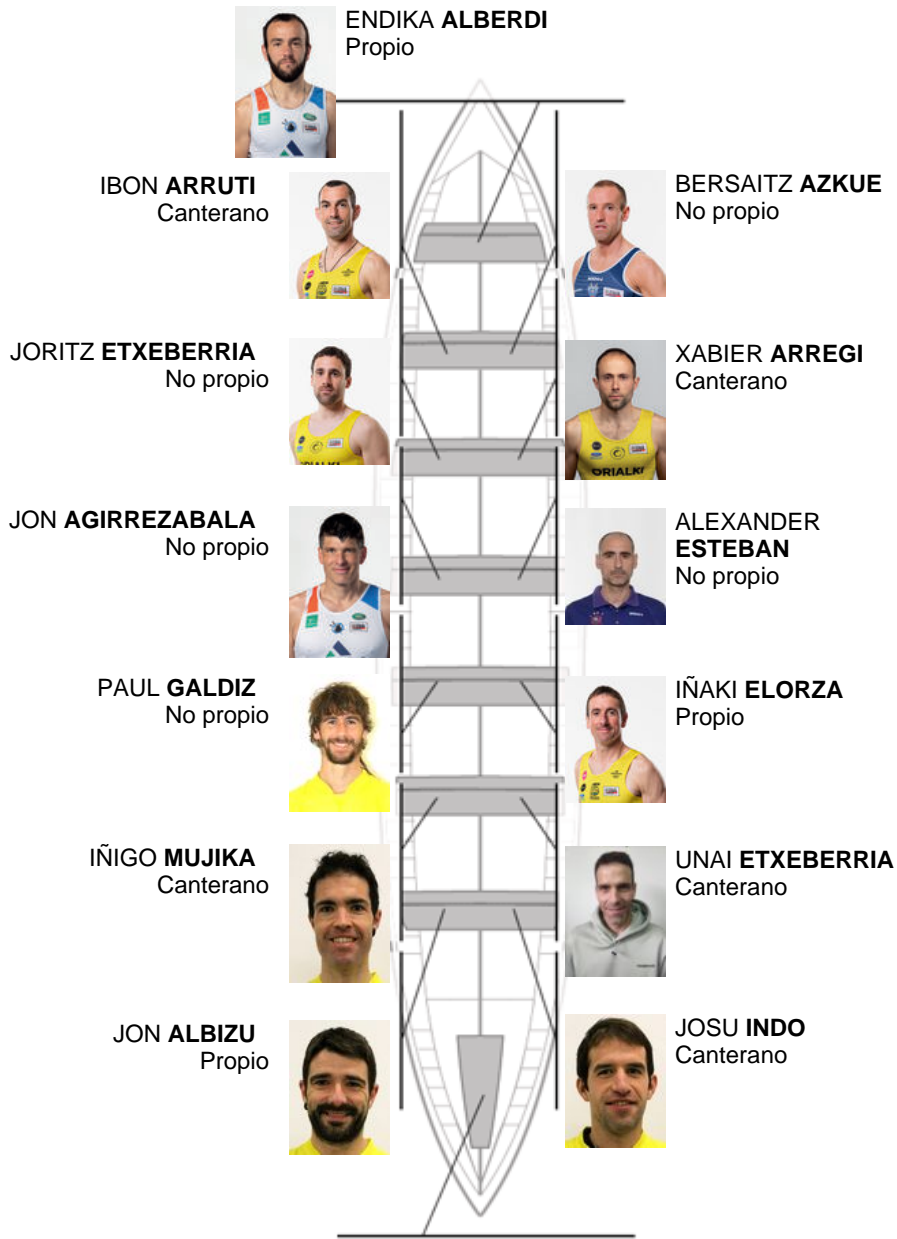 ENDIKA ALBERDI
Propio
IBON ARRUTI
Canterano
BERSAITZ AZKUE
No propio
JORITZ ETXEBERRIA
No propio
XABIER ARREGI
Canterano
JON AGIRREZABALA
No propio
ALEXANDER
ESTEBAN
No propio
PAUL GALDIZ
No propio
IÑAKI ELORZA
Propio
IÑIGO MUJIKA
Canterano
UNAI ETXEBERRIA
Canterano
JON ALBIZU
Propio
JOSU INDO
Canterano
ORIALKI